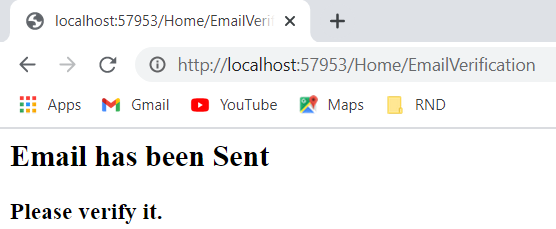 localhost:57953/Home/EmailVerifi
http://localhost:57953/Home/EmailVerification
Apps Gmail YouTube Maps RND
Email has been Sent
Please verify it.